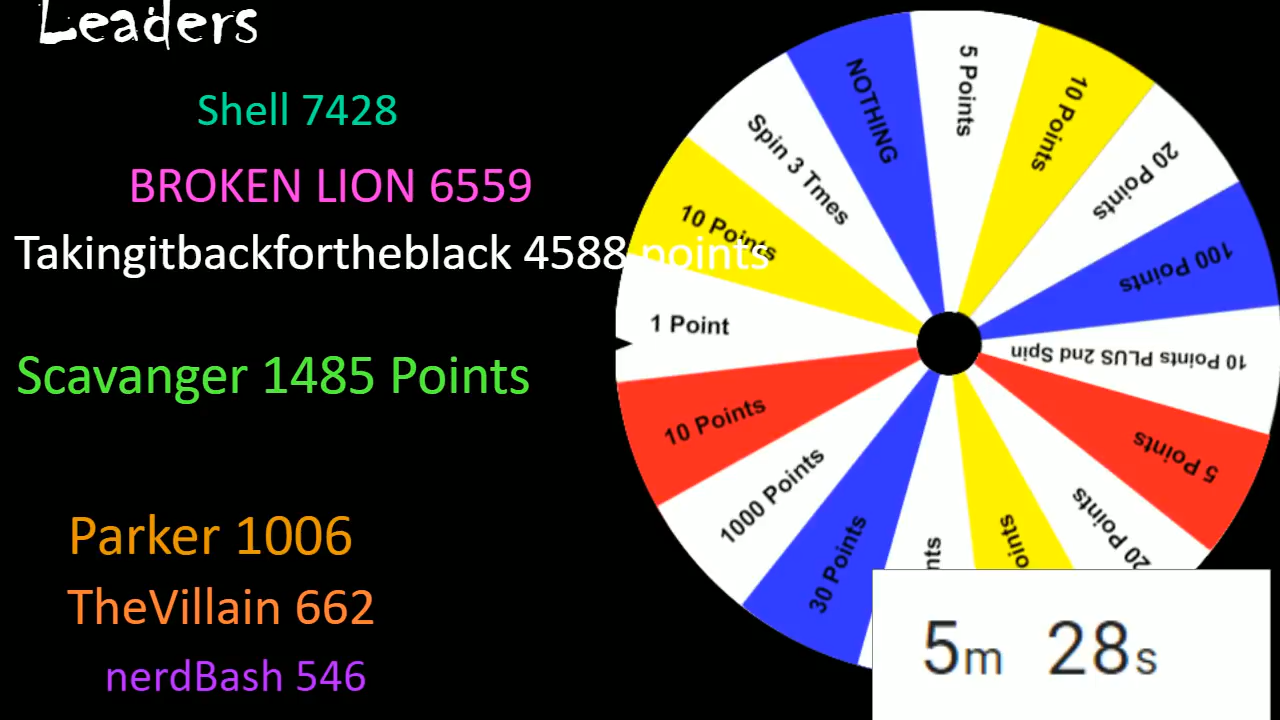 Leaders
Shell 7428
BROKEN LION 6559
Takingitbackfortheblack 4588 points
Scavanger 1485 Points
Parker 1006
TheVillain 662
nerdBash 546
NOTHING
5 Points
10 Points
20 Points
100 Points
10 Points PLUS 2nd Spin
5 Points
20 Points
30 Points
1000 Points
10 Points
1 Point
10 Points
Spin 3 Tmes
5m 28s